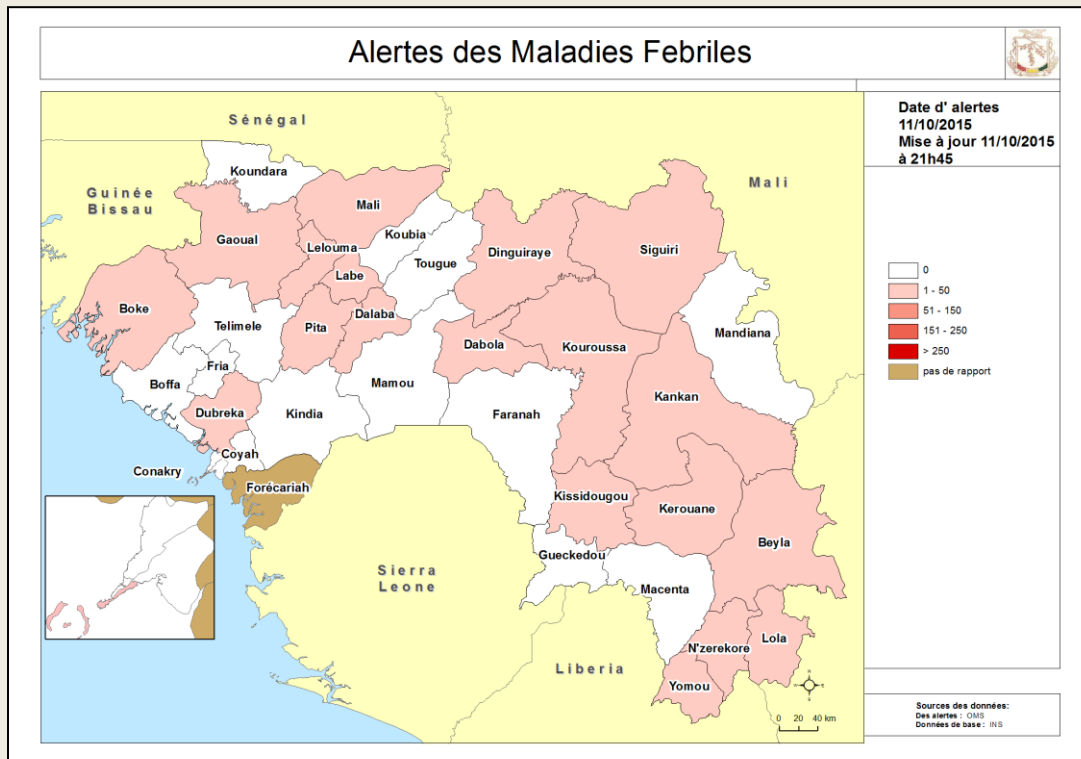 Alertes des Maladies Febriles
Date d' alertes
11/10/2015
Mise à jour 11/10/2015
à 21h45
Sénégal
Koundara
Guinée
Bissau
Mali
Mali
Koubia
Gaoual
Lelouma
Dinguiraye
Siguiri
Tougue
Labe
Boke
Dalaba
Telimele
Pita
Mandiana
Dabola
Kouroussa
Fria
Boffa
Mamou
Kankan
Dubreka
Kindia
Faranah
Coyah
Conakry
Forécariah
Kissidougou
Kerouane
Beyla
Gueckedou
Sierra
Leone
Macenta
Lola
N'zerekore
Liberia
Yomou
0
1 - 50
51 - 150
151 - 250
> 250
pas de rapport
0 20 40 km
Sources des données:
Des alertes : OMS
Données de base : INS